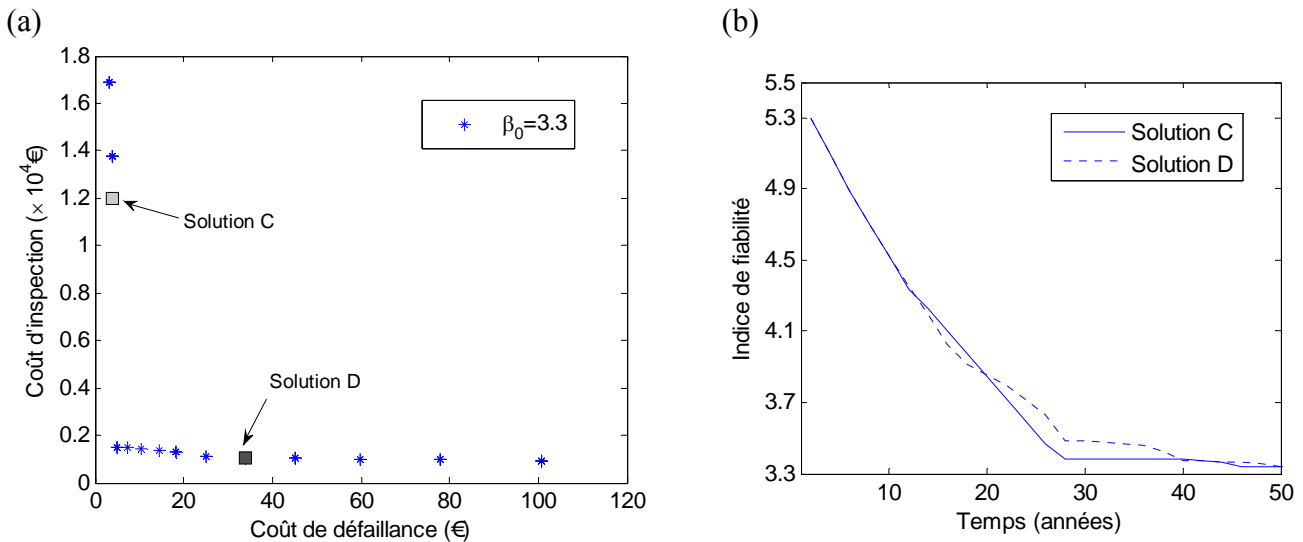 (a)
1.8
1.6
1.4
1.2
1
0.8
0.6
0.4
0.2
0
0
20
40
60
80
100
120
Coût d'inspection (× 10⁴€)
Coût de défaillance (€)
β₀=3.3
Solution C
Solution D
(b)
5.5
5.3
4.9
4.5
4.1
3.7
3.3
10
20
30
40
50
Indice de fiabilité
Temps (années)
Solution C
Solution D